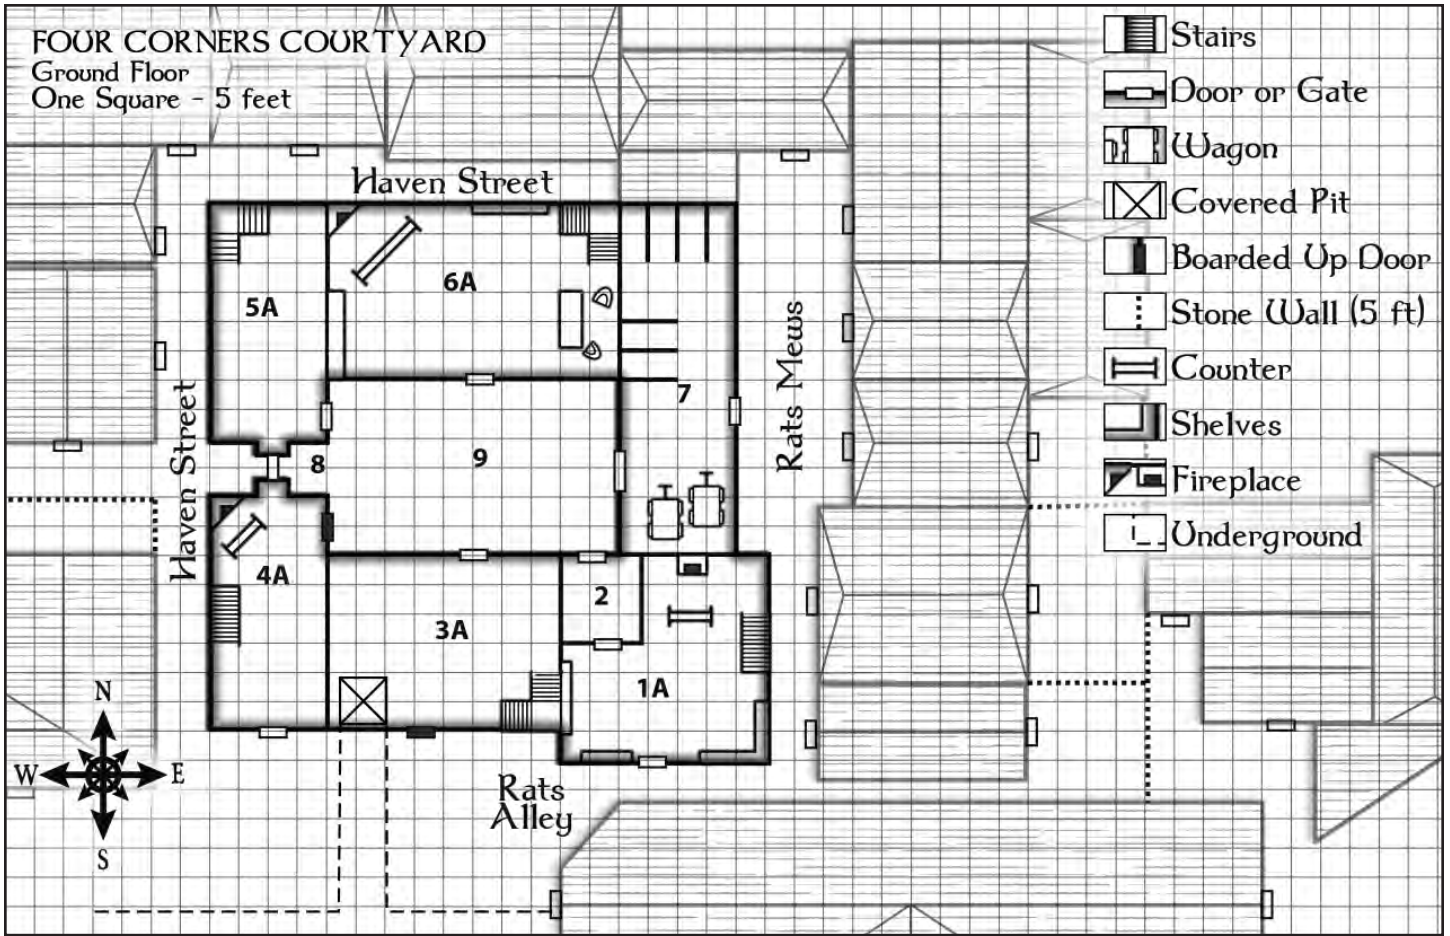 FOUR CORNERS COURTYARD
Ground Floor
One Square - 5 feet
Stairs
Door or Gate
Wagon
Covered Pit
Boarded Up Door
Stone Wall (5 ft)
Counter
Shelves
Fireplace
Underground
Haven Street
5A
6A
7
Rats Mews
Haven Street
8
9
4A
3A
2
1A
N
W
E
S
Rats
Alley